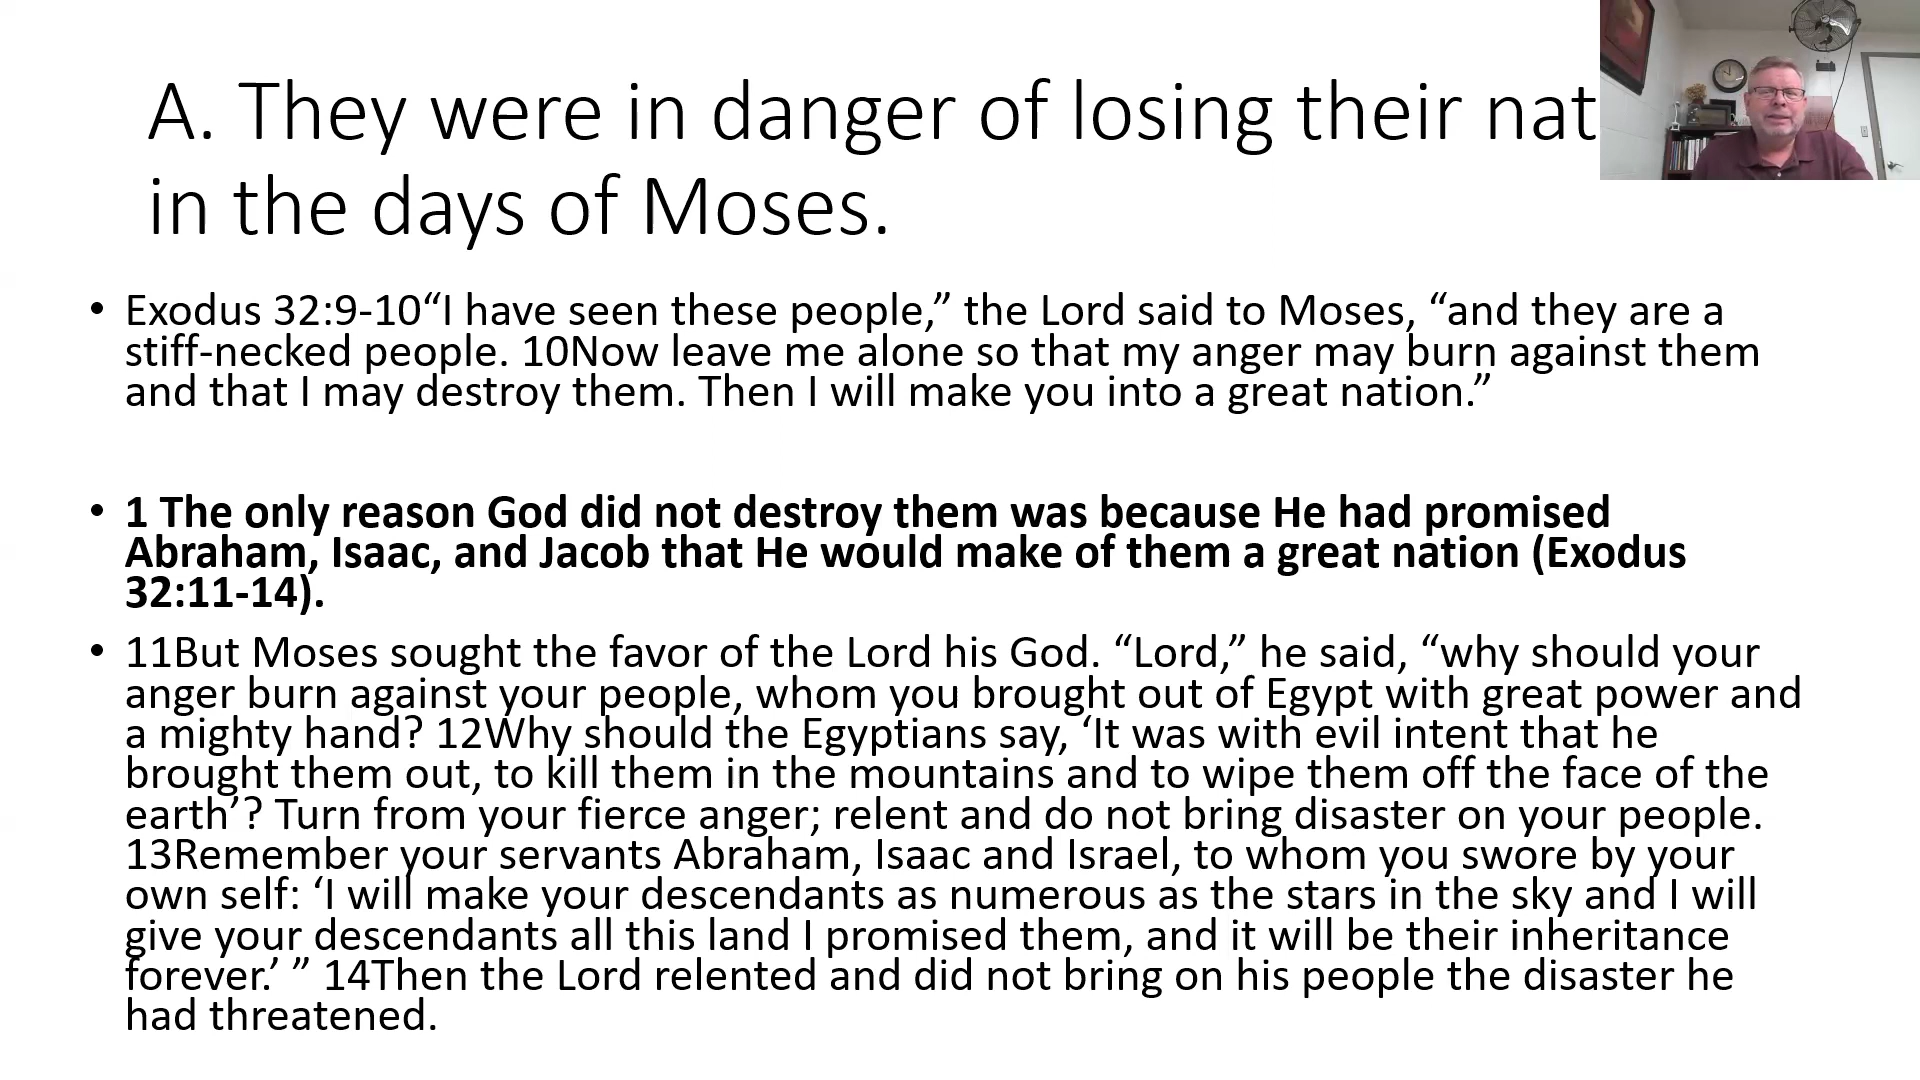 A. They were in danger of losing their nat
in the days of Moses.
• Exodus 32:9-10“I have seen these people,” the Lord said to Moses, “and they are a
stiff-necked people. 10Now leave me alone so that my anger may burn against them
and that I may destroy them. Then I will make you into a great nation.”
• 1 The only reason God did not destroy them was because He had promised
Abraham, Isaac, and Jacob that He would make of them a great nation (Exodus
32:11-14).
• 11But Moses sought the favor of the Lord his God. “Lord,” he said, “why should your
anger burn against your people, whom you brought out of Egypt with great power and
a mighty hand? 12Why should the Egyptians say, ‘It was with evil intent that he
brought them out, to kill them in the mountains and to wipe them off the face of the
earth’? Turn from your fierce anger; relent and do not bring disaster on your people.
13Remember your servants Abraham, Isaac and Israel, to whom you swore by your
own self: ‘I will make your descendants as numerous as the stars in the sky and I will
give your descendants all this land I promised them, and it will be their inheritance
forever.’ ” 14Then the Lord relented and did not bring on his people the disaster he
had threatened.